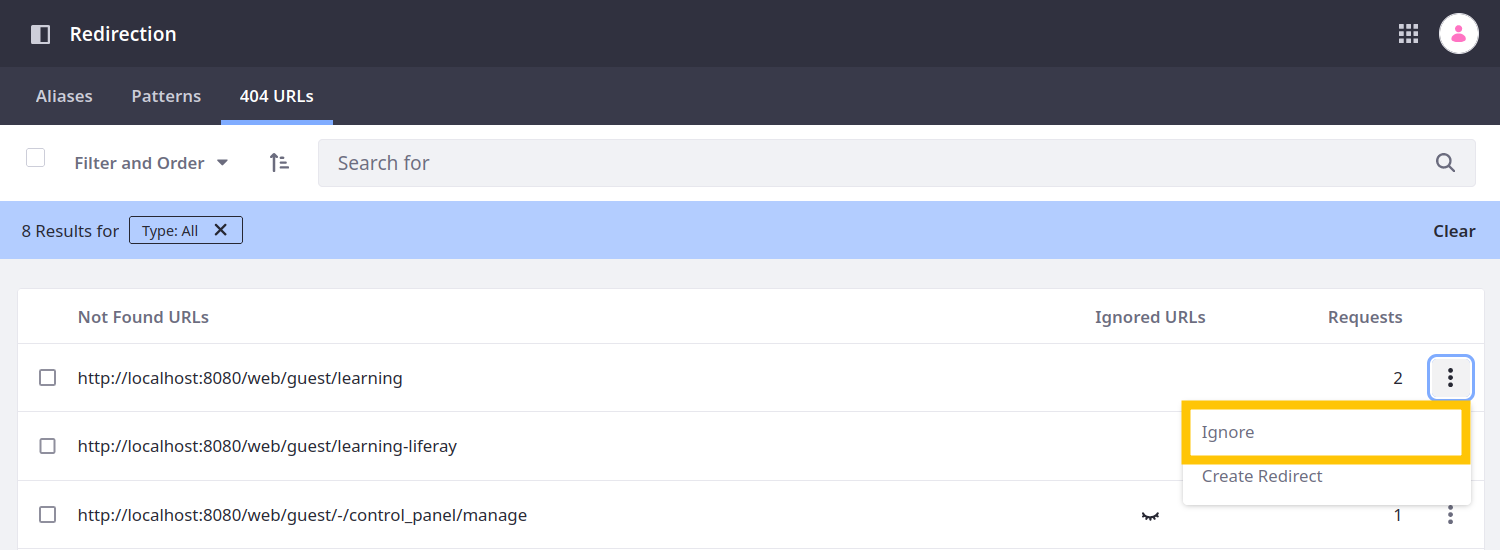 Redirection
Aliases Patterns 404 URLs
Filter and Order Search for
8 Results for Type: All Clear
Not Found URLs Ignored URLs Requests
http://localhost:8080/web/guest/learning 2
Ignore
http://localhost:8080/web/guest/learning-liferay
Create Redirect
http://localhost:8080/web/guest/-/control_panel/manage 1